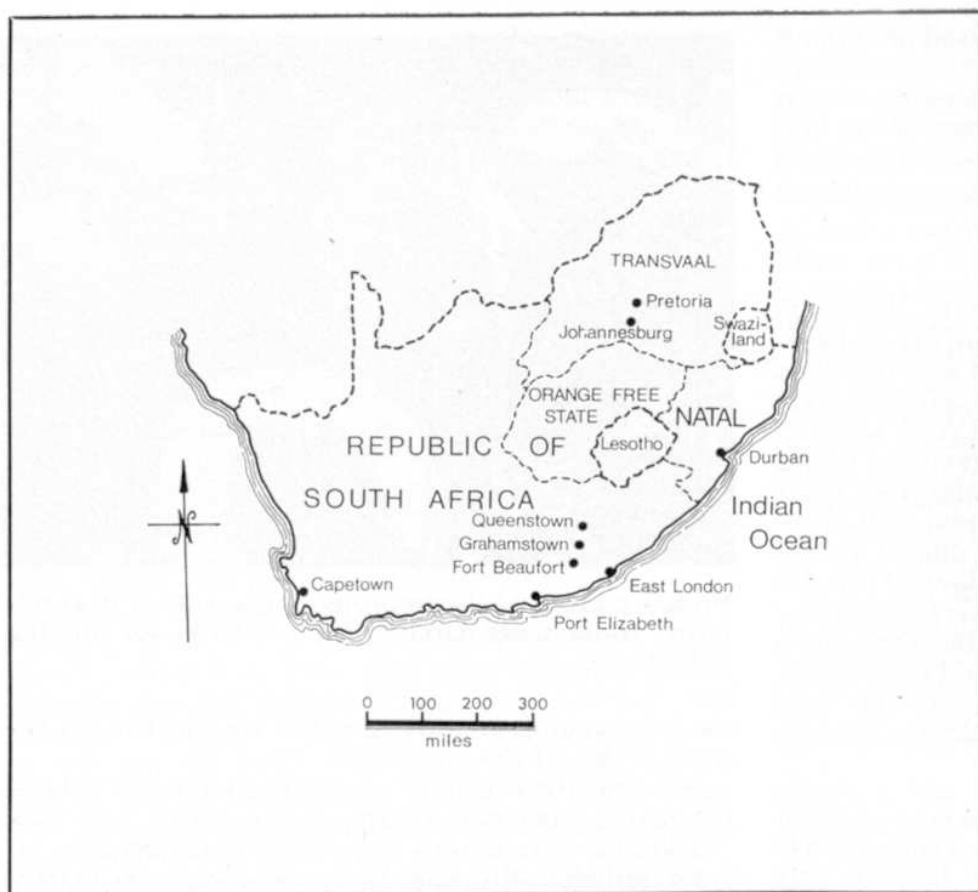 TRANSVAAL
Pretoria
Johannesburg
Swazi-
land
ORANGE FREE
STATE
NATAL
Lesotho
REPUBLIC OF
SOUTH AFRICA
Durban
Indian
Ocean
Queenstown
Grahamstown
Fort Beaufort
N
Capetown
East London
Port Elizabeth
0 100 200 300
miles